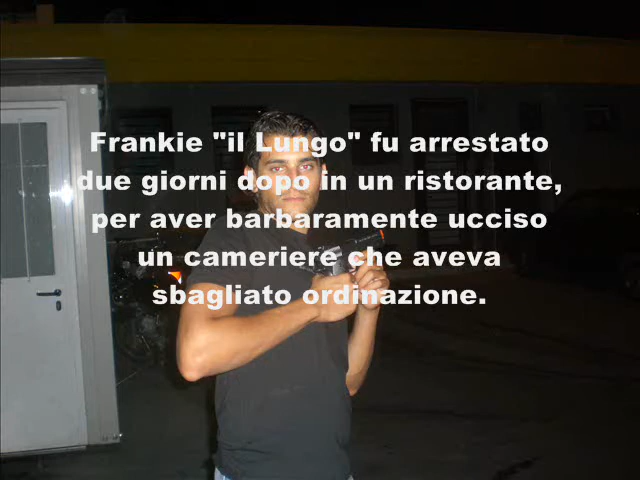 Frankie "il Lungo" fu arrestato
due giorni dopo in un ristorante,
per aver barbaramente ucciso
un cameriere che aveva
sbagliato ordinazione.